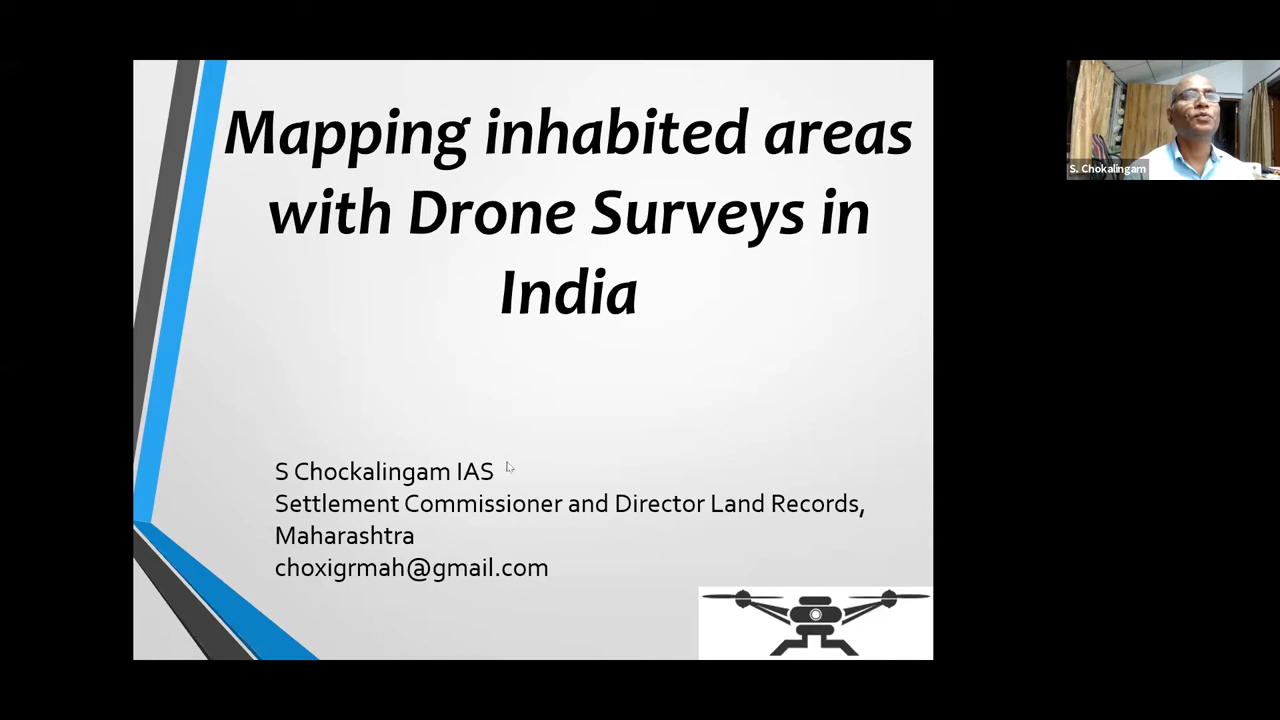 Mapping inhabited areas
with Drone Surveys in
India
S Chockalingam IAS
Settlement Commissioner and Director Land Records,
Maharashtra
choxigrmah@gmail.com
S. Chokalingam